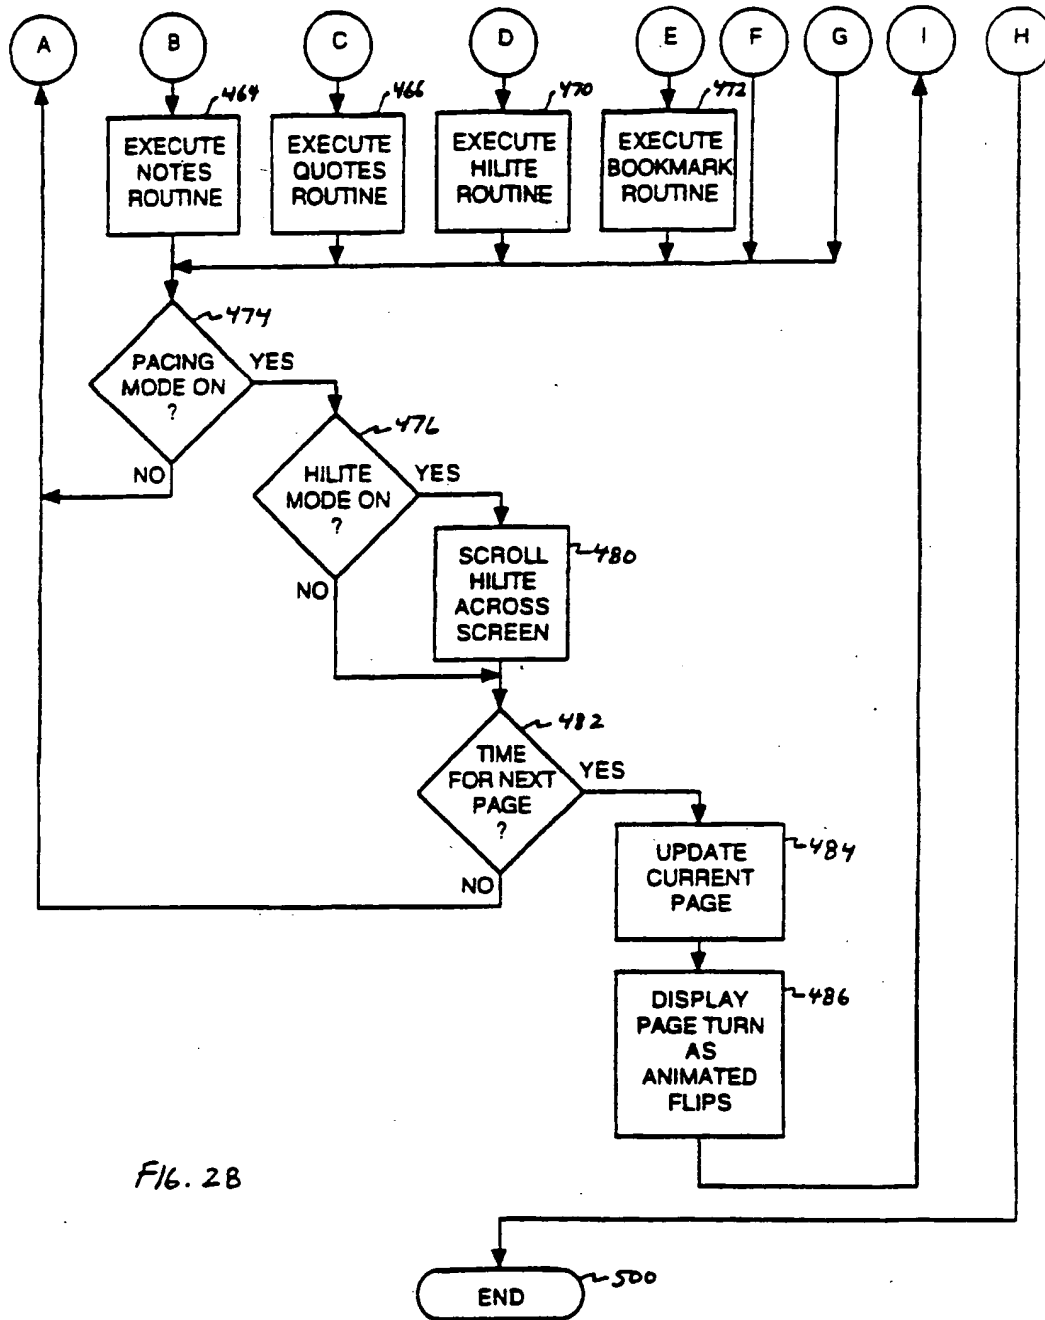 A
B
C
D
E
F
G
I
H
464
466
470
472
EXECUTE
NOTES
ROUTINE
EXECUTE
QUOTES
ROUTINE
EXECUTE
HILITE
ROUTINE
EXECUTE
BOOKMARK
ROUTINE
474
PACING
MODE ON
?
YES
NO
476
HILITE
MODE ON
?
YES
NO
480
SCROLL
HILITE
ACROSS
SCREEN
482
TIME
FOR NEXT
PAGE
?
YES
NO
484
UPDATE
CURRENT
PAGE
486
DISPLAY
PAGE TURN
AS
ANIMATED
FLIPS
FIG. 2B
500
END